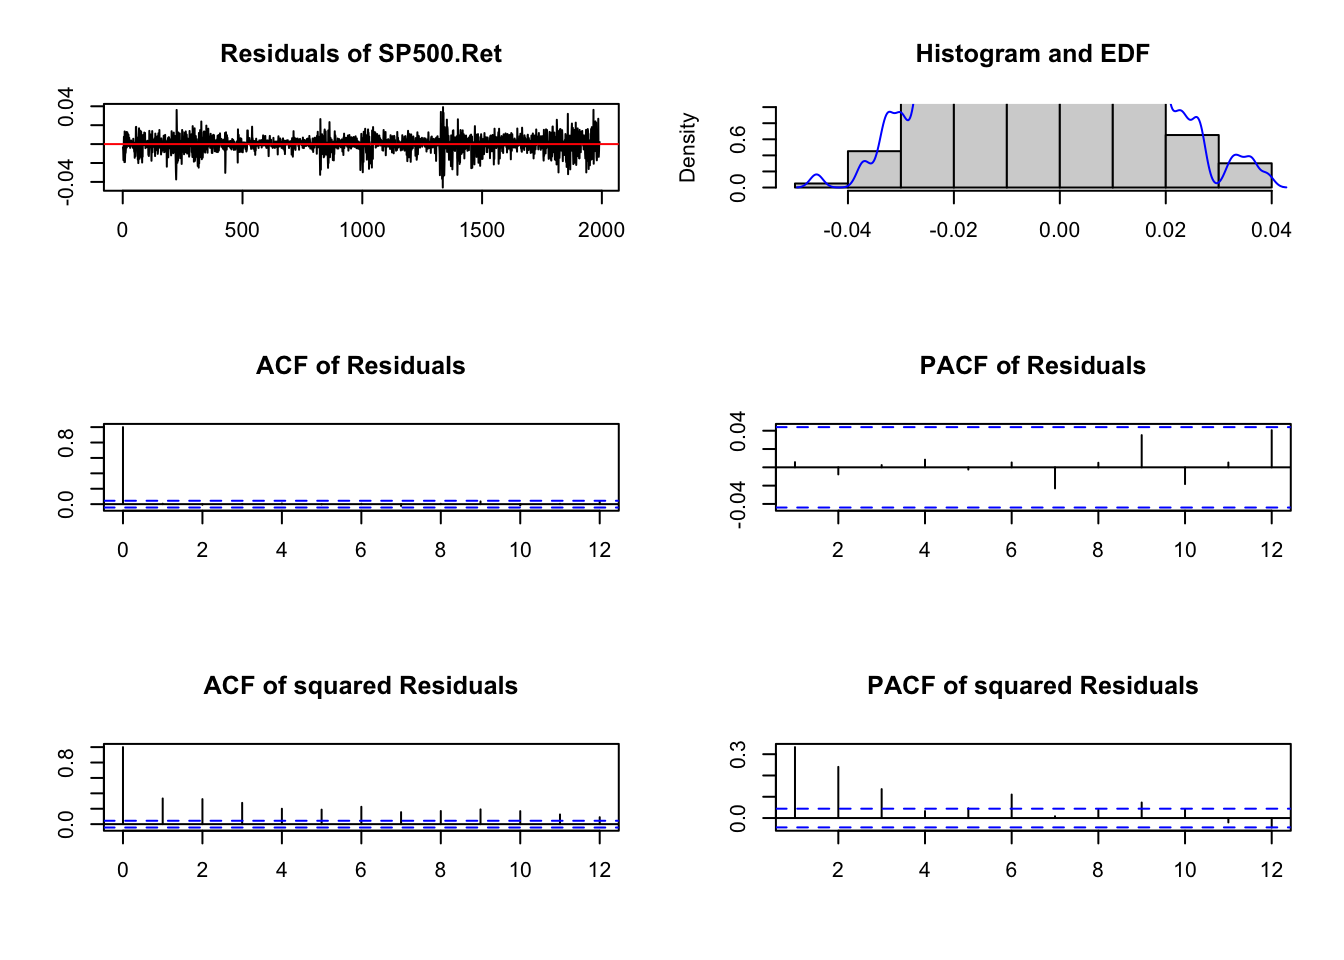 Residuals of SP500.Ret
0.04
-0.04
0 500 1000 1500 2000
Histogram and EDF
Density
0.6
0.0
-0.04 -0.02 0.00 0.02 0.04
ACF of Residuals
0.8
0.0
0 2 4 6 8 10 12
PACF of Residuals
0.04
-0.04
2 4 6 8 10 12
ACF of squared Residuals
0.8
0.0
0 2 4 6 8 10 12
PACF of squared Residuals
0.3
0.0
2 4 6 8 10 12